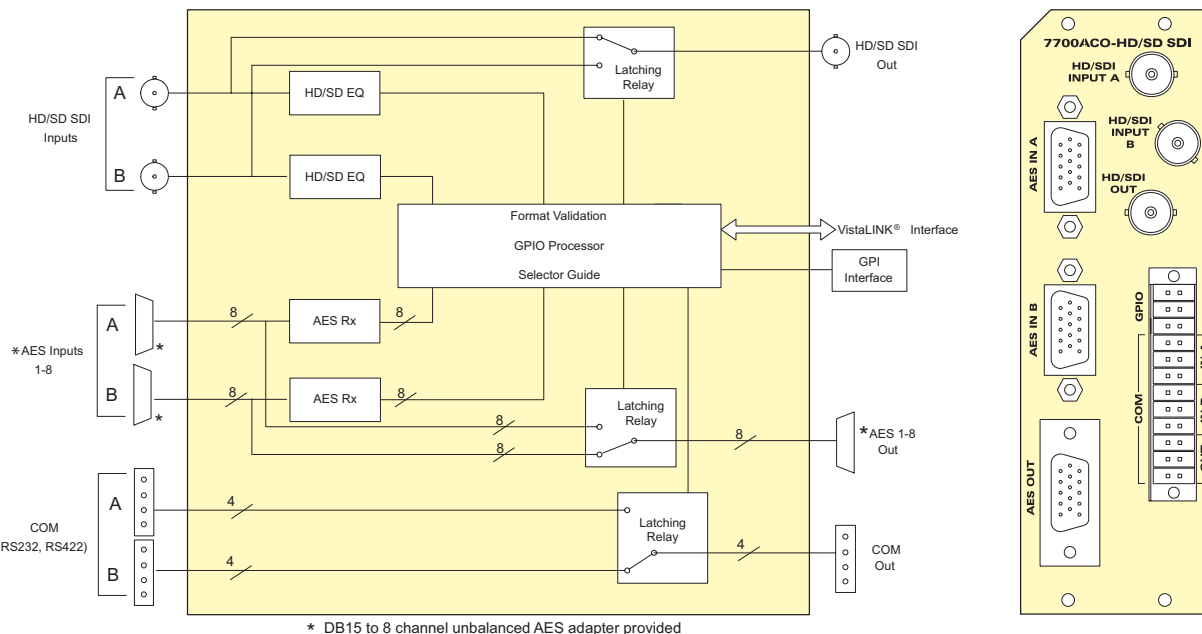 HD/SD SDI
Inputs
A
B
HD/SD EQ
HD/SD EQ
Latching
Relay
HD/SD SDI
Out
Format Validation
GPIO Processor
Selector Guide
VistaLINK® Interface
GPI
Interface
*AES Inputs
1-8
A
*
B
*
8
AES Rx
8
8
AES Rx
8
8
8
Latching
Relay
8
*AES 1-8
Out
COM
RS232, RS422)
A
B
4
4
Latching
Relay
4
COM
Out
* DB15 to 8 channel unbalanced AES adapter provided
7700ACO-HD/SD SDI
HD/SDI
INPUT A
HD/SDI
INPUT
B
HD/SDI
OUT
AES IN A
AES IN B
AES OUT
GPIO
COM